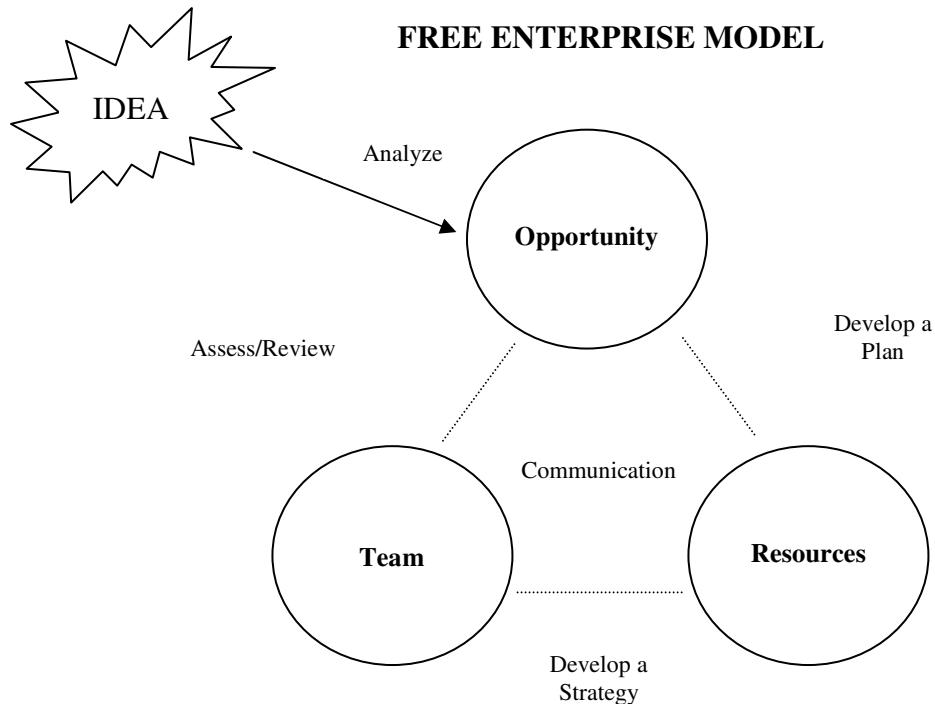 FREE ENTERPRISE MODEL
IDEA
Analyze
Opportunity
Assess/Review
Develop a
Plan
Communication
Team
Resources
Develop a
Strategy